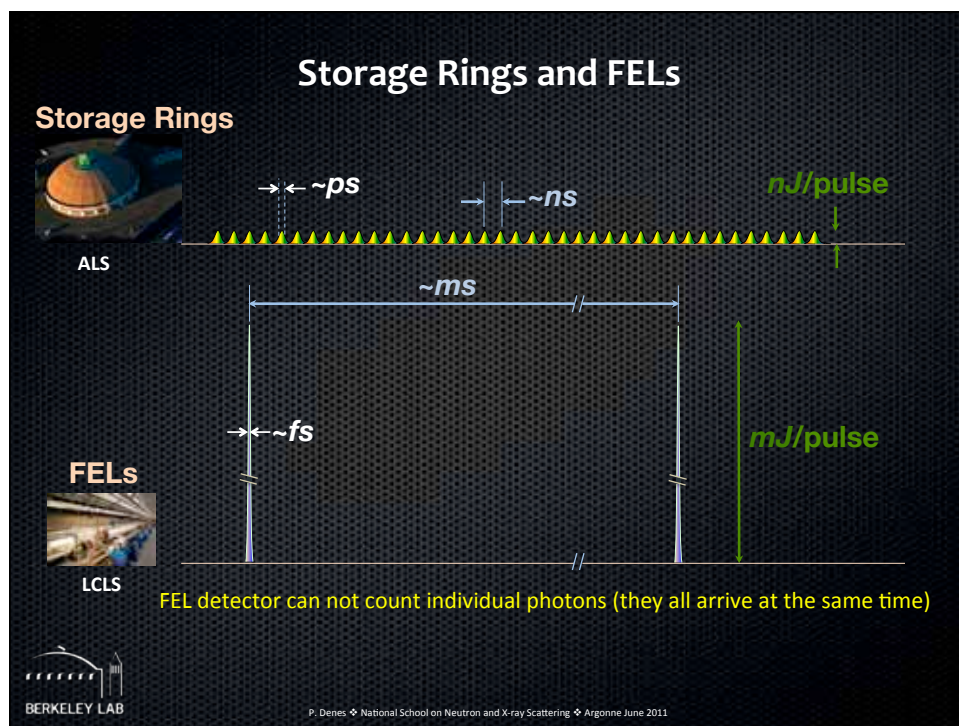 Storage Rings and FELs
Storage Rings
~ps
~ns
nJ/pulse
ALS
~ms
~fs
mJ/pulse
FELs
LCLS
FEL detector can not count individual photons (they all arrive at the same time)
BERKELEY LAB
P. Denes ❖ National School on Neutron and X-ray Scattering ❖ Argonne June 2011